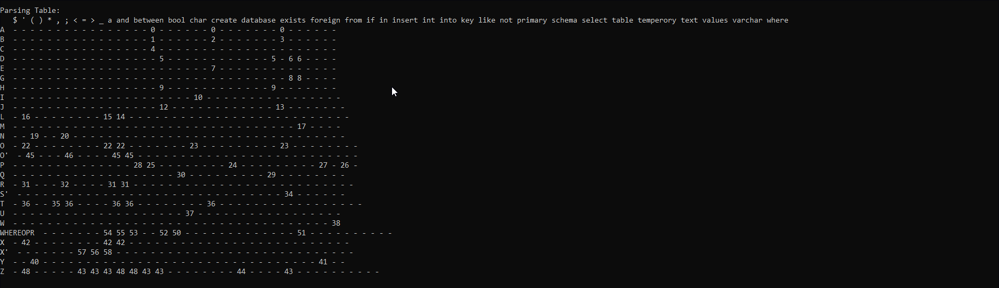 Parsing Table:
   $ ' ( ) * , ; < = > _ a and between bool char create database exists foreign from if in insert int into key like not primary schema select table temperory text values varchar where
A  - - - - - - - - - - - - - - - - 0 - - - - - - 0 - - - - - - - 0 - - - - - -
B  - - - - - - - - - - - - - - - - 1 - - - - - - 2 - - - - - - - 3 - - - - - -
C  - - - - - - - - - - - - - - - - 4 - - - - - - - - - - - - - - - - - - - - -
D  - - - - - - - - - - - - - - - - - 5 - - - - - - - - - - - - 5 - 6 6 - - - -
E  - - - - - - - - - - - - - - - - - - - - - - - 7 - - - - - - - - - - - - - -
G  - - - - - - - - - - - - - - - - - - - - - - - - - - - - - - - - 8 8 - - - -
H  - - - - - - - - - - - - - - - - - 9 - - - - - - - - - - - - 9 - - - - - - -
I  - - - - - - - - - - - - - - - - - - - - - 10 - - - - - - - - - - - - - - - -
J  - - - - - - - - - - - - - - - - - 12 - - - - - - - - - - - - 13 - - - - - - -
L  - 16 - - - - - - - - 15 14 - - - - - - - - - - - - - - - - - - - - - - - - - -
M  - - - - - - - - - - - - - - - - - - - - - - - - - - - - - - - - - 17 - - - -
N  - - 19 - - 20 - - - - - - - - - - - - - - - - - - - - - - - - - - - - - - - -
O  - 22 - - - - - - - - 22 22 - - - - - - - 23 - - - - - - - - - 23 - - - - - - - -
O'  - 45 - - - 46 - - - - 45 45 - - - - - - - - - - - - - - - - - - - - - - - - - -
P  - - - - - - - - - - - - - - 28 25 - - - - - - - - 24 - - - - - - - - - 27 - 26 -
Q  - - - - - - - - - - - - - - - - - - - 30 - - - - - - - - - 29 - - - - - - - -
R  - 31 - - - 32 - - - - 31 31 - - - - - - - - - - - - - - - - - - - - - - - - - -
S'  - - - - - - - - - - - - - - - - - - - - - - - - - - - - - - - 34 - - - - - -
T  - 36 - - 35 36 - - - - 36 36 - - - - - - - - 36 - - - - - - - - - - - - - - - - -
U  - - - - - - - - - - - - - - - - - - - - 37 - - - - - - - - - - - - - - - - -
W  - - - - - - - - - - - - - - - - - - - - - - - - - - - - - - - - - - - - - 38
WHEREOPR  - - - - - - - 54 55 53 - - 52 50 - - - - - - - - - - - - - 51 - - - - - - - - - -
X  - 42 - - - - - - - - 42 42 - - - - - - - - - - - - - - - - - - - - - - - - - -
X'  - - - - - - - 57 56 58 - - - - - - - - - - - - - - - - - - - - - - - - - - - -
Y  - - 40 - - - - - - - - - - - - - - - - - - - - - - - - - - - - - - - - 41 - -
Z  - 48 - - - - - 43 43 43 48 48 43 43 - - - - - - - - 44 - - - - 43 - - - - - - - - - -